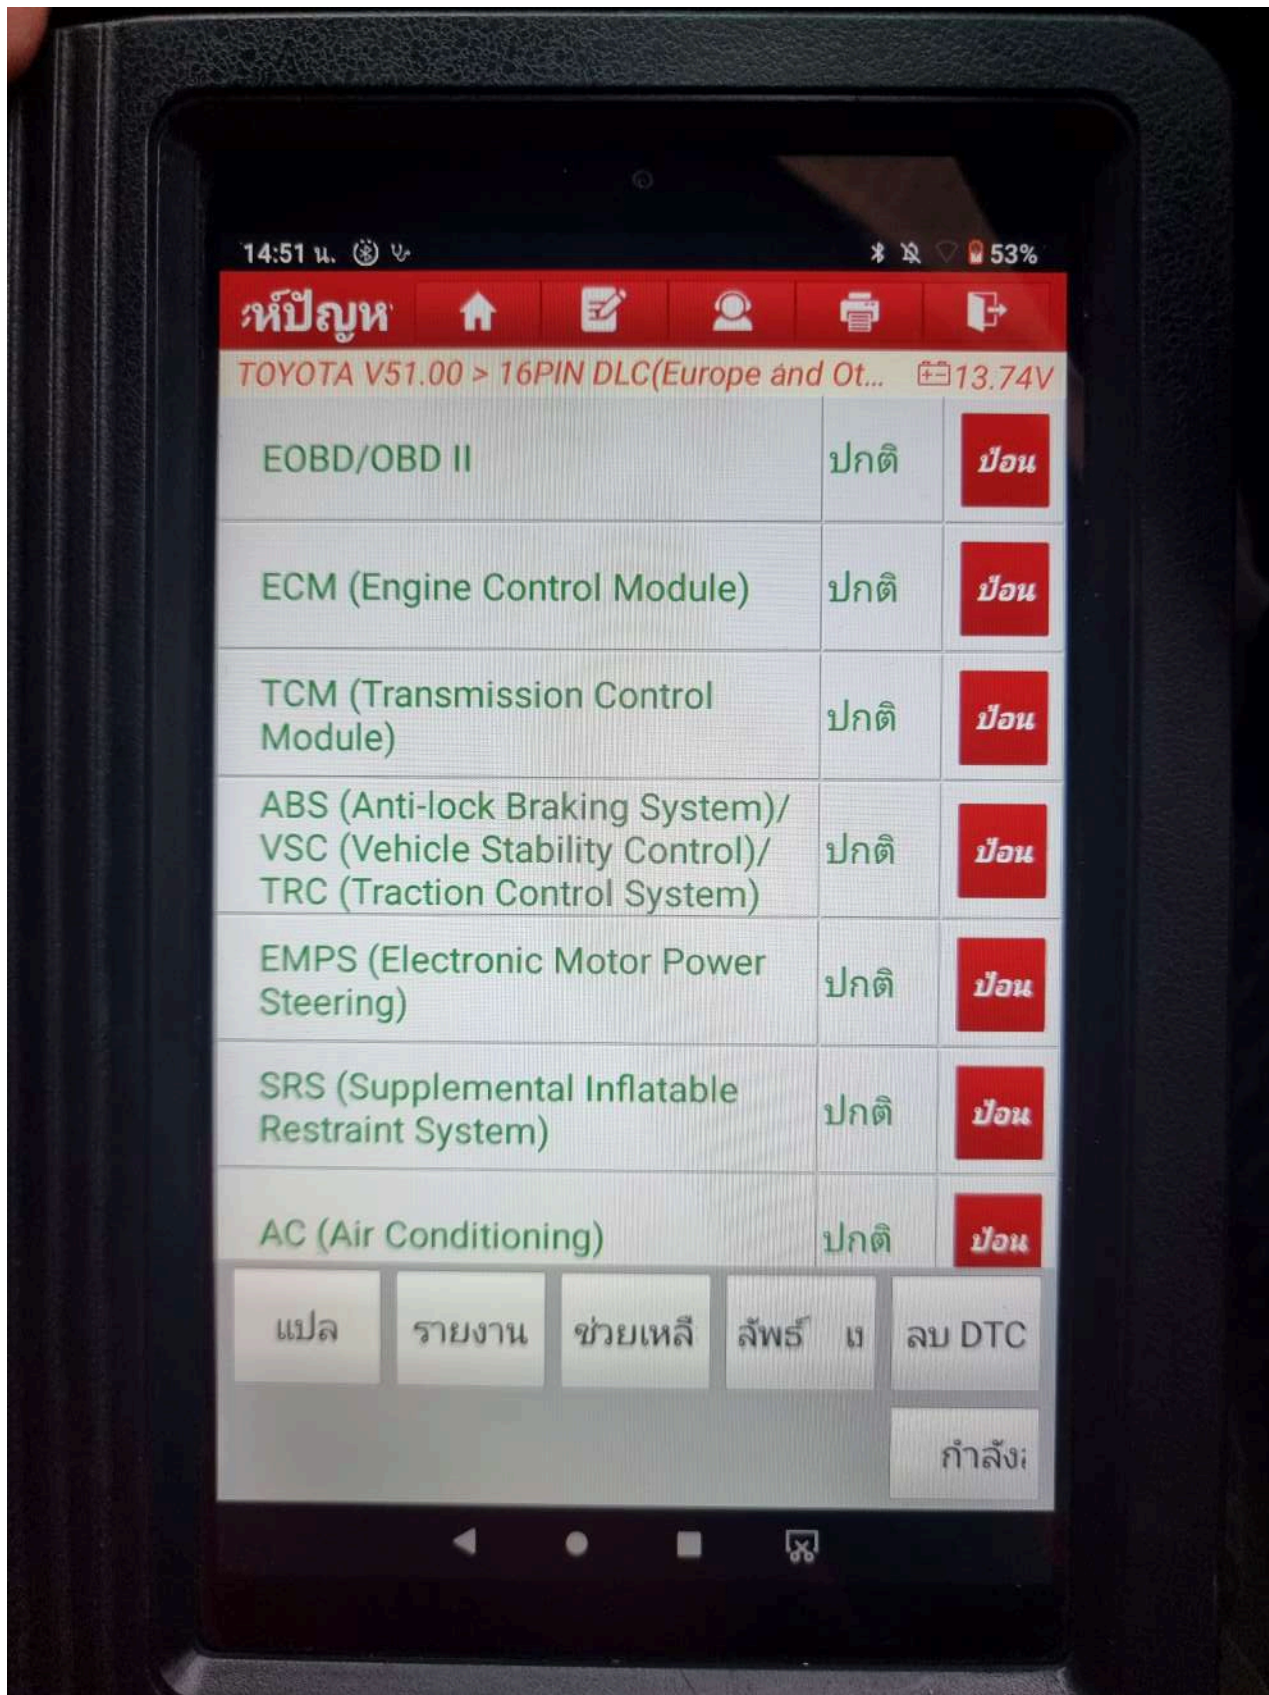 14:51 น.
53%
ห์ปัญห
TOYOTA V51.00 > 16PIN DLC(Europe and Ot...
13.74V
EOBD/OBD II
ปกติ
ป้อน
ECM (Engine Control Module)
ปกติ
ป้อน
TCM (Transmission Control
Module)
ปกติ
ป้อน
ABS (Anti-lock Braking System)/
VSC (Vehicle Stability Control)/
TRC (Traction Control System)
ปกติ
ป้อน
EMPS (Electronic Motor Power
Steering)
ปกติ
ป้อน
SRS (Supplemental Inflatable
Restraint System)
ปกติ
ป้อน
AC (Air Conditioning)
ปกติ
ป้อน
แปล
รายงาน
ช่วยเหลื
ลัพธ์ เ
ลบ DTC
กำลัง